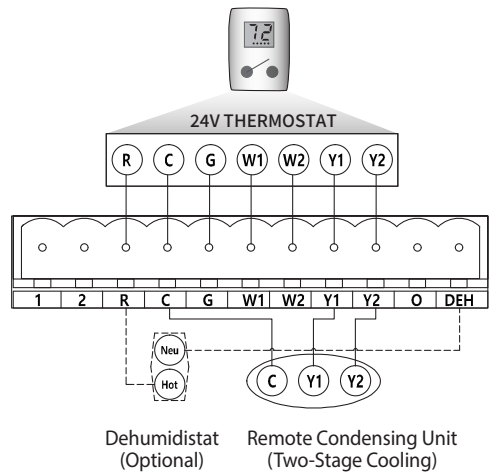 72
24V THERMOSTAT
R C G W1 W2 Y1 Y2
1 2 R C G W1 W2 Y1 Y2 O DEH
Neu
Hot
C Y1 Y2
Dehumidistat
(Optional)
Remote Condensing Unit
(Two-Stage Cooling)